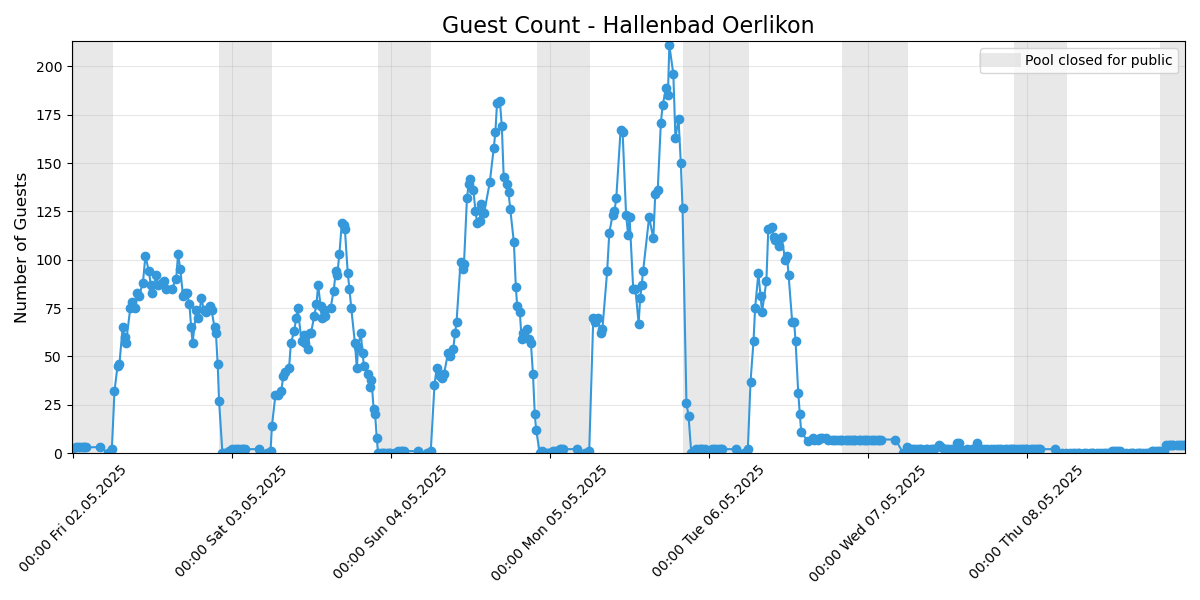 Guest Count - Hallenbad Oerlikon
Pool closed for public
Number of Guests
200
175
150
125
100
75
50
25
0
00:00 Fri 02.05.2025
00:00 Sat 03.05.2025
00:00 Sun 04.05.2025
00:00 Mon 05.05.2025
00:00 Tue 06.05.2025
00:00 Wed 07.05.2025
00:00 Thu 08.05.2025